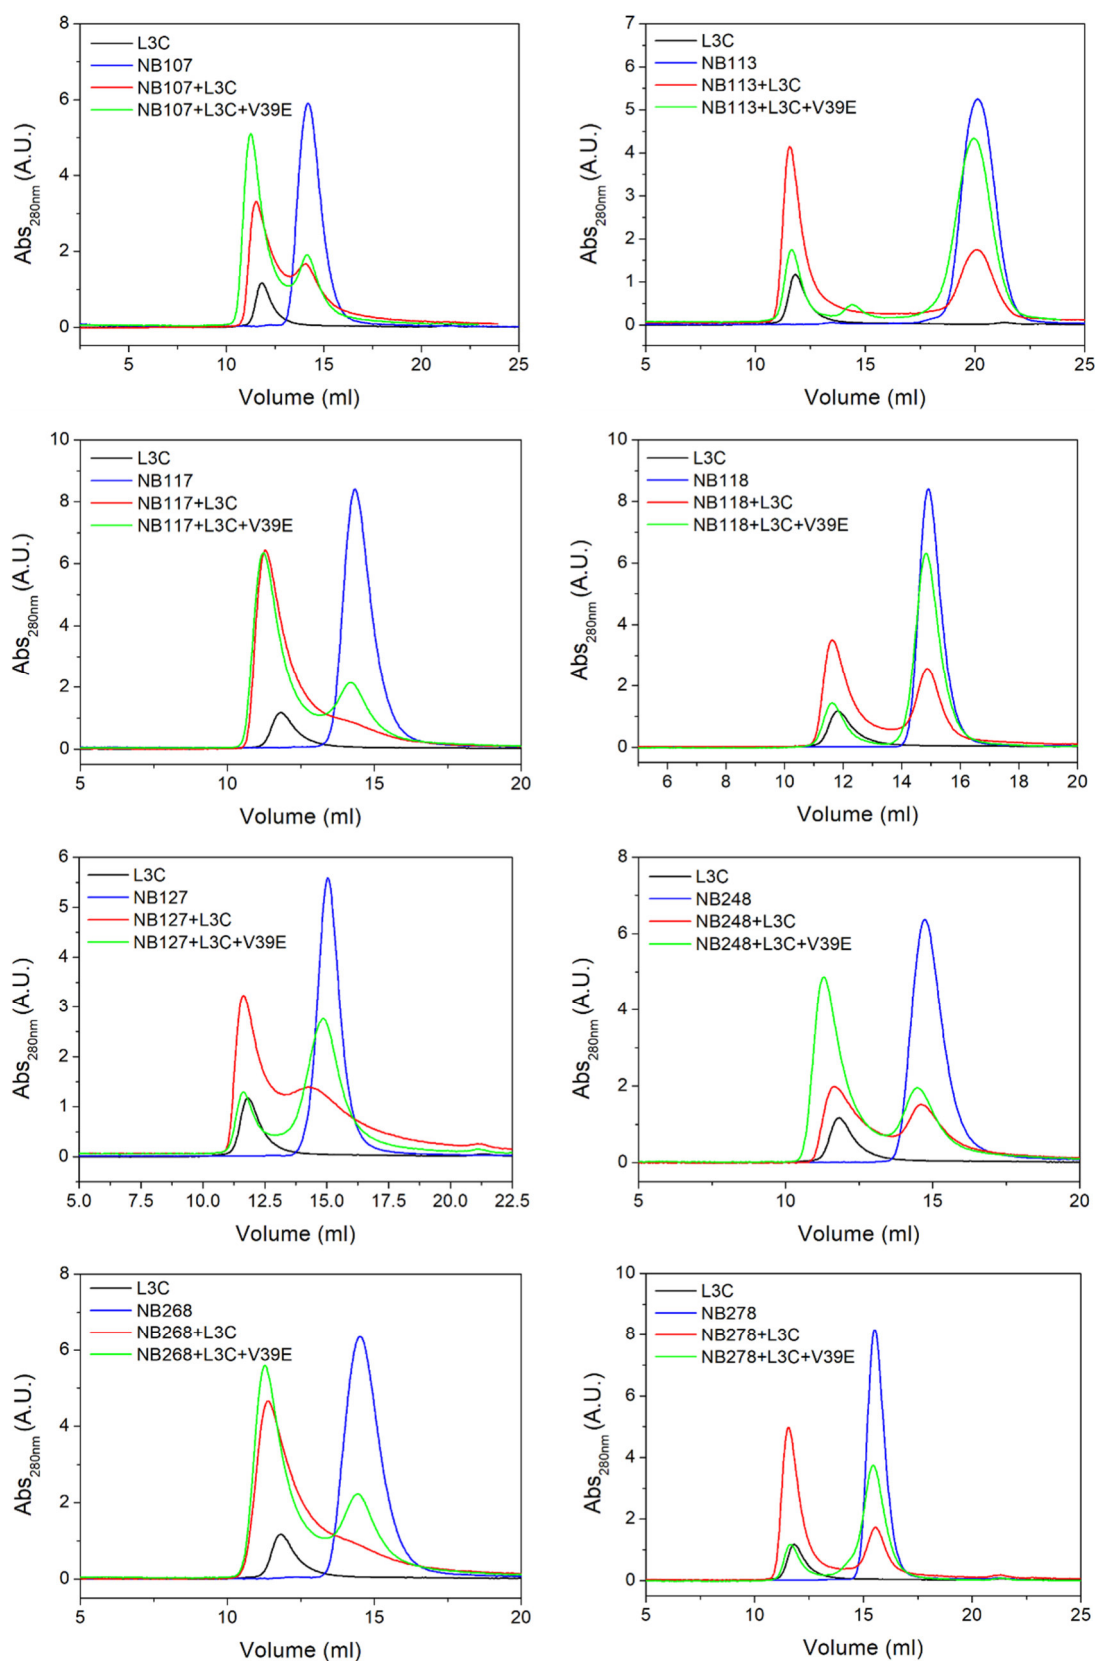 8
6
4
2
0
Abs280nm (A.U.)
L3C
NB107
NB107+L3C
NB107+L3C+V39E
5 10 15 20 25
Volume (ml)
7
6
5
4
3
2
1
0
Abs280nm (A.U.)
L3C
NB113
NB113+L3C
NB113+L3C+V39E
5 10 15 20 25
Volume (ml)
10
8
6
4
2
0
Abs280nm (A.U.)
L3C
NB117
NB117+L3C
NB117+L3C+V39E
5 10 15 20
Volume (ml)
10
8
6
4
2
0
Abs280nm (A.U.)
L3C
NB118
NB118+L3C
NB118+L3C+V39E
6 8 10 12 14 16 18 20
Volume (ml)
6
5
4
3
2
1
0
Abs280nm (A.U.)
L3C
NB127
NB127+L3C
NB127+L3C+V39E
5.0 7.5 10.0 12.5 15.0 17.5 20.0 22.5
Volume (ml)
8
6
4
2
0
Abs280nm (A.U.)
L3C
NB248
NB248+L3C
NB248+L3C+V39E
5 10 15 20
Volume (ml)
8
6
4
2
0
Abs280nm (A.U.)
L3C
NB268
NB268+L3C
NB268+L3C+V39E
5 10 15 20
Volume (ml)
10
8
6
4
2
0
Abs280nm (A.U.)
L3C
NB278
NB278+L3C
NB278+L3C+V39E
5 10 15 20 25
Volume (ml)